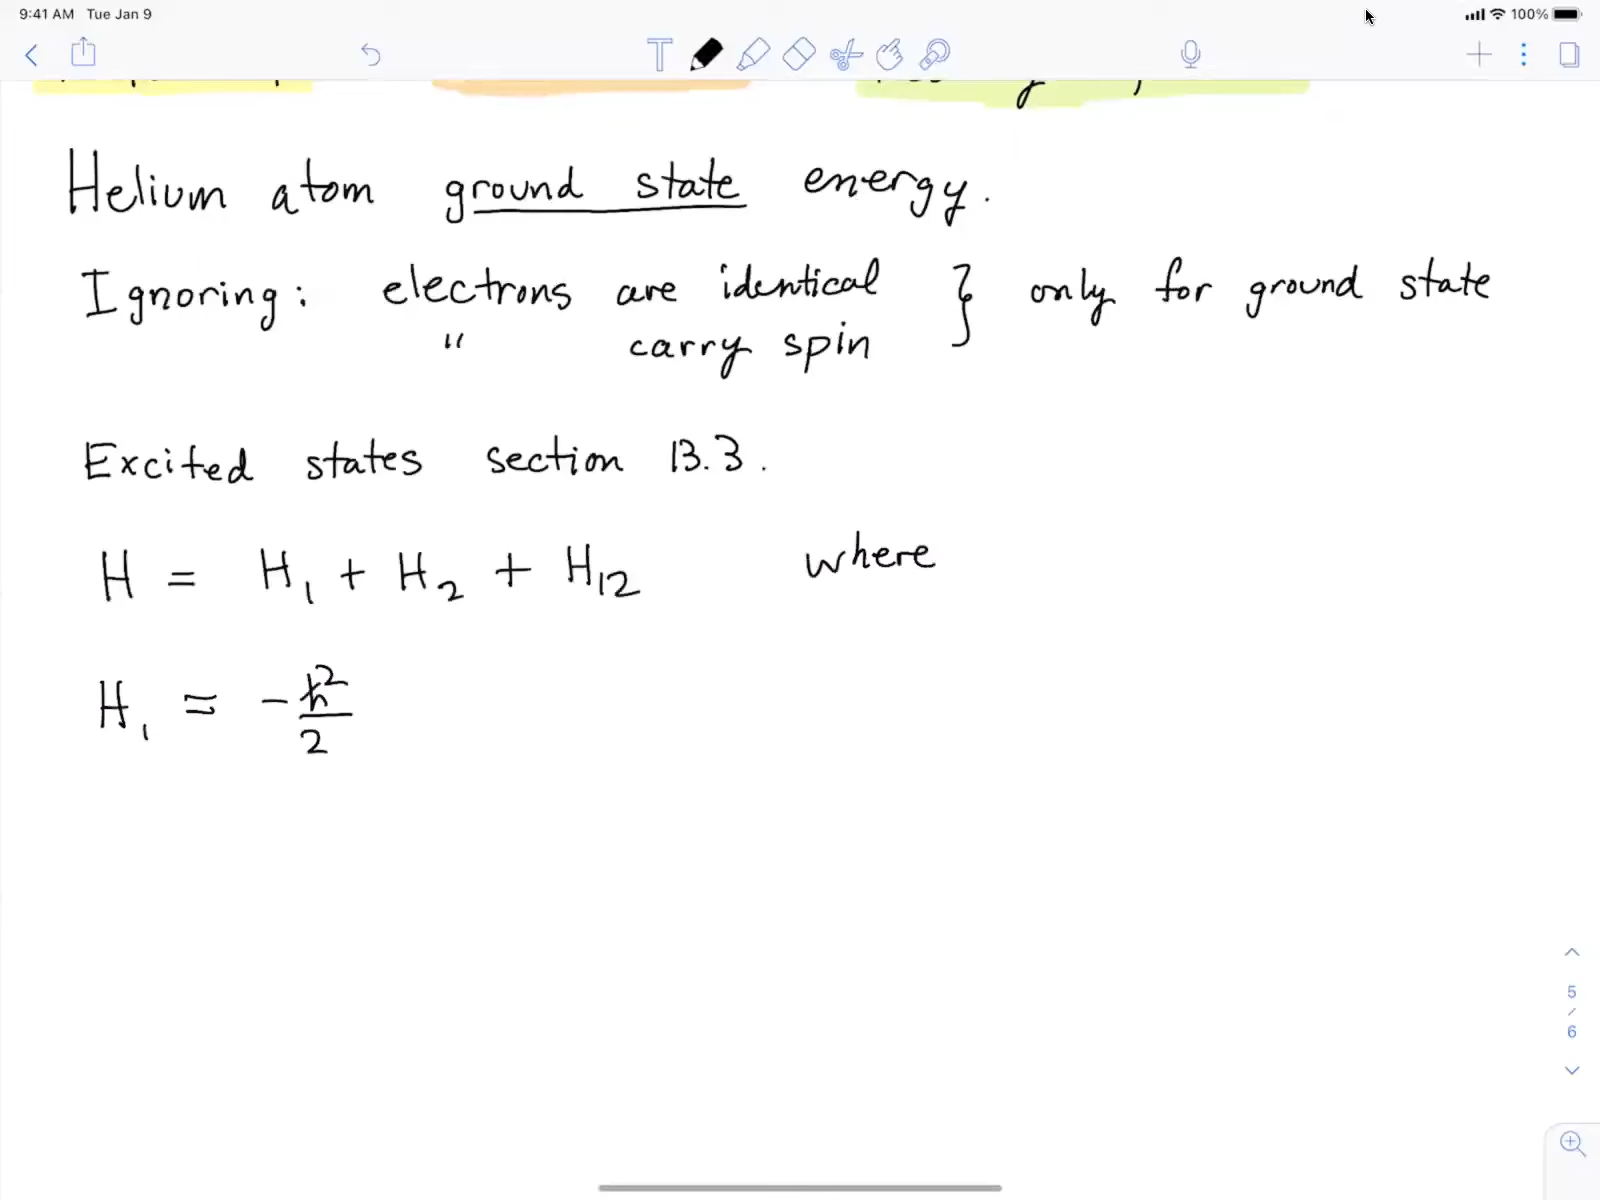 9:41 AM Tue Jan 9
100%
T
Helium atom ground state energy.
Ignoring: electrons are identical } only for ground state
" carry spin
Excited states section 13.3.
H = H₁ + H₂ + H₁₂ where
H₁ = -ħ²/2
5
/
6